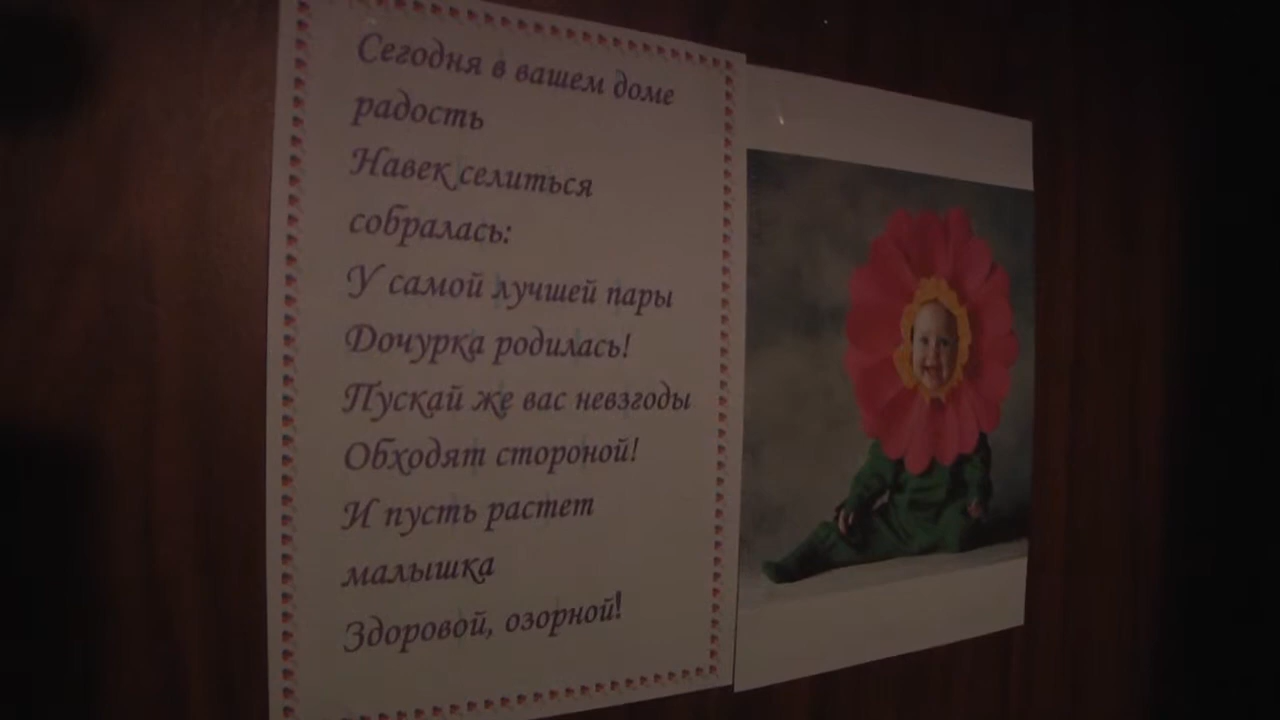 Сегодня в вашем доме
радость
Навек селиться
собралась:
У самой лучшей пары
Дочурка родилась!
Пускай же вас невзгоды
Обходят стороной!
И пусть растет
малышка
Здоровой, озорной!